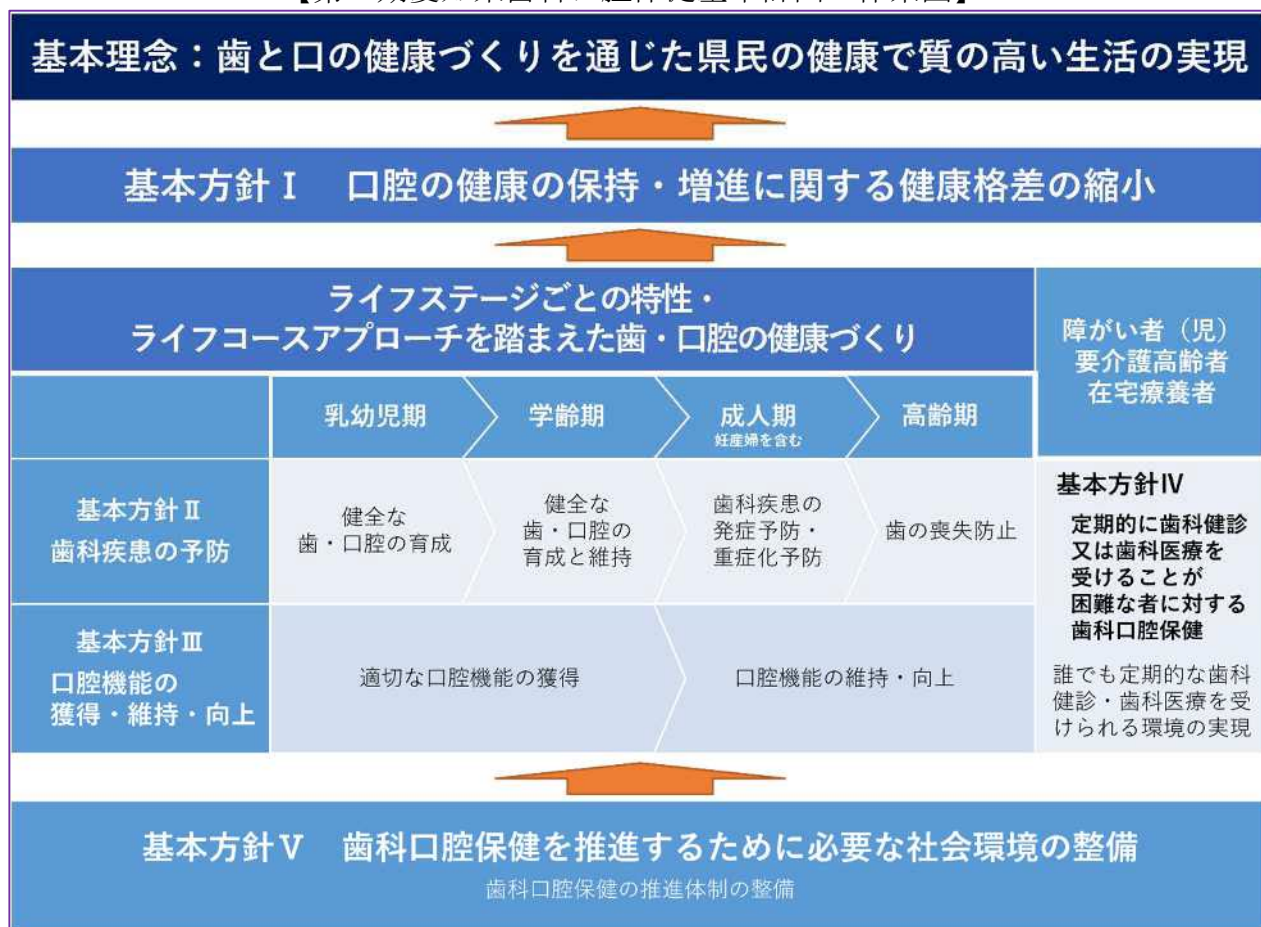 基本理念：歯と口の健康づくりを通じた県民の健康で質の高い生活の実現
基本方針Ⅰ　口腔の健康の保持・増進に関する健康格差の縮小
ライフステージごとの特性・
ライフコースアプローチを踏まえた歯・口腔の健康づくり
障がい者（児）
要介護高齢者
在宅療養者
乳幼児期
学齢期
成人期
妊産婦を含む
高齢期
基本方針Ⅱ
歯科疾患の予防
健全な
歯・口腔の育成
健全な
歯・口腔の
育成と維持
歯科疾患の
発症予防・
重症化予防
歯の喪失防止
基本方針Ⅲ
口腔機能の
獲得・維持・向上
適切な口腔機能の獲得
口腔機能の維持・向上
基本方針Ⅳ
定期的に歯科健診
又は歯科医療を
受けることが
困難な者に対する
歯科口腔保健
誰でも定期的な歯科
健診・歯科医療を受
けられる環境の実現
基本方針Ⅴ　歯科口腔保健を推進するために必要な社会環境の整備
歯科口腔保健の推進体制の整備